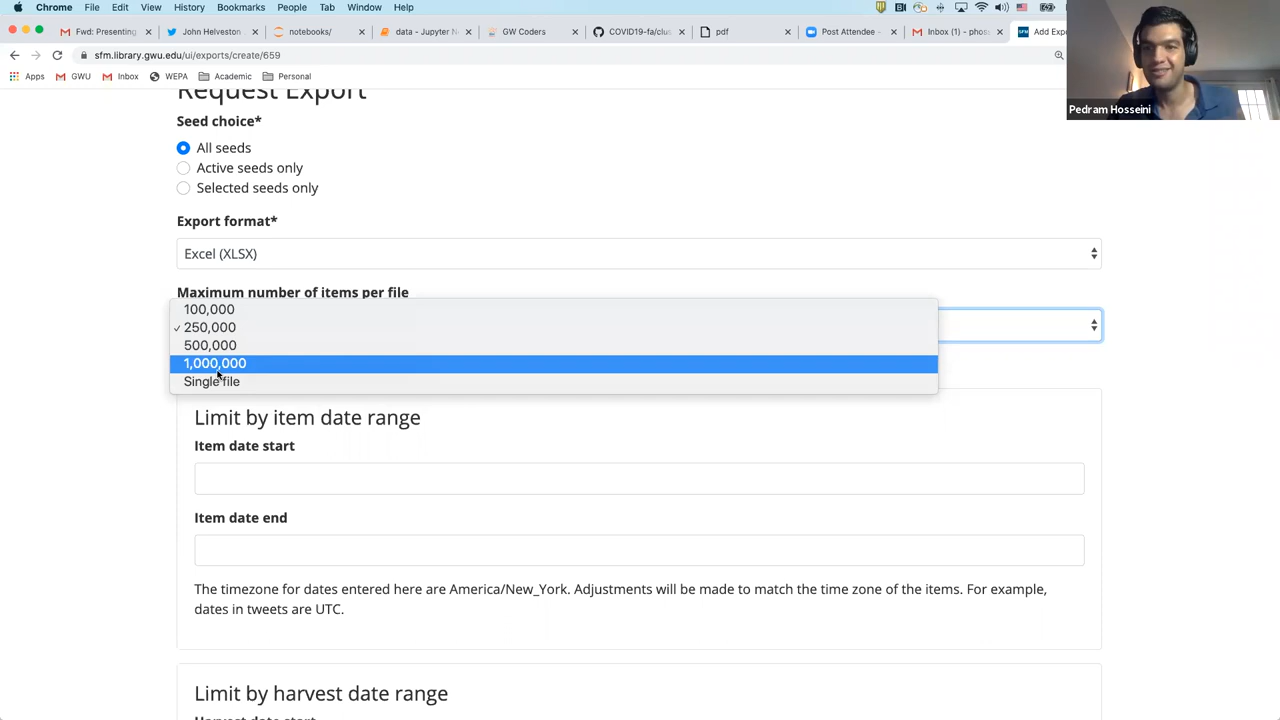 Chrome File Edit View History Bookmarks People Tab Window Help
Fwd: Presenting John Helveston notebooks/ data - Jupyter N GW Coders COVID19-fa/clus pdf Post Attendee - Inbox (1) - phoss Add Exp
sfm.library.gwu.edu/ui/exports/create/659
Apps GWU Inbox WEPA Academic Personal
Pedram Hosseini
Request Export
Seed choice*
All seeds
Active seeds only
Selected seeds only
Export format*
Excel (XLSX)
Maximum number of items per file
100,000
✓ 250,000
500,000
1,000,000
Single file
Limit by item date range
Item date start
Item date end
The timezone for dates entered here are America/New_York. Adjustments will be made to match the time zone of the items. For example,
dates in tweets are UTC.
Limit by harvest date range
Harvest date start